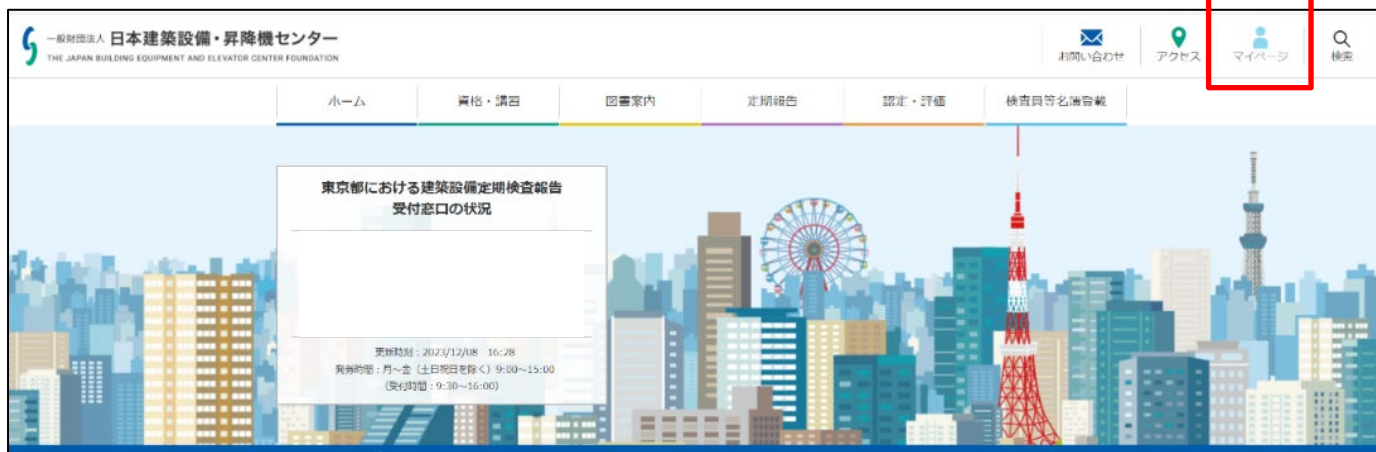 一般財団法人 日本建築設備・昇降機センター
THE JAPAN BUILDING EQUIPMENT AND ELEVATOR CENTER FOUNDATION
お問い合わせ
アクセス
マイページ
検索
ホーム
資格・講習
図書案内
定期報告
認定・評価
検査員等名簿登載
東京都における建築設備定期検査報告
受付窓口の状況
更新時刻:2023/12/08 16:28
発券時間:月~金(土日祝日を除く)9:00~15:00
(受付時間:9:30~16:00)